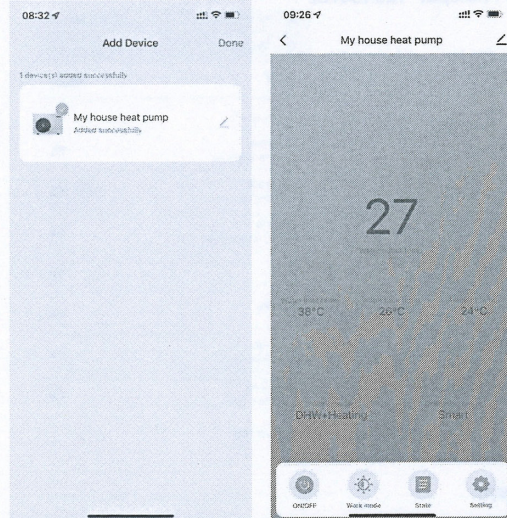 08:32
Add Device
Done
1 device(s) added successfully
My house heat pump
Added successfully
09:26
My house heat pump
27
38°C
26°C
24°C
DHW+Heating
Smart
ON/OFF
Work mode
State
Setting